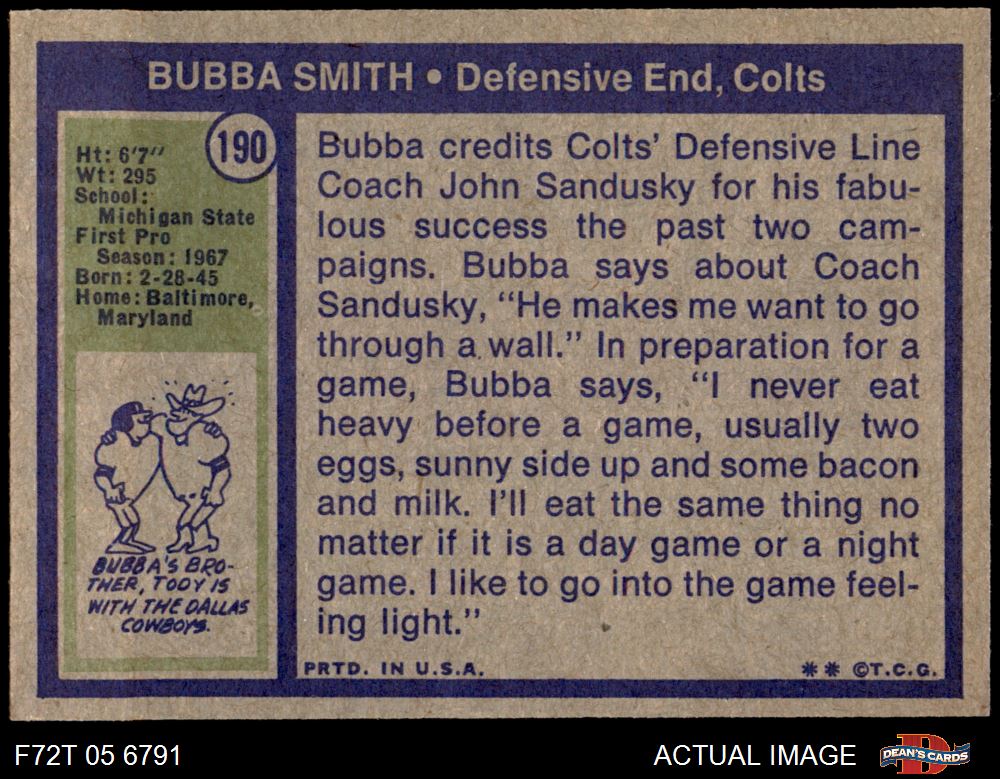 BUBBA SMITH • Defensive End, Colts
190
Ht: 6'7"
Wt: 295
School:
Michigan State
First Pro
Season: 1967
Born: 2-28-45
Home: Baltimore,
Maryland
BUBBA'S BRO-
THER, TODY IS
WITH THE DALLAS
COWBOYS.
Bubba credits Colts' Defensive Line
Coach John Sandusky for his fabu-
lous success the past two cam-
paigns. Bubba says about Coach
Sandusky, "He makes me want to go
through a wall." In preparation for a
game, Bubba says, "I never eat
heavy before a game, usually two
eggs, sunny side up and some bacon
and milk. I'll eat the same thing no
matter if it is a day game or a night
game. I like to go into the game feel-
ing light."
PRTD. IN U.S.A.
** ©T.C.G.
F72T 05 6791
ACTUAL IMAGE
D
DEAN'S CARDS